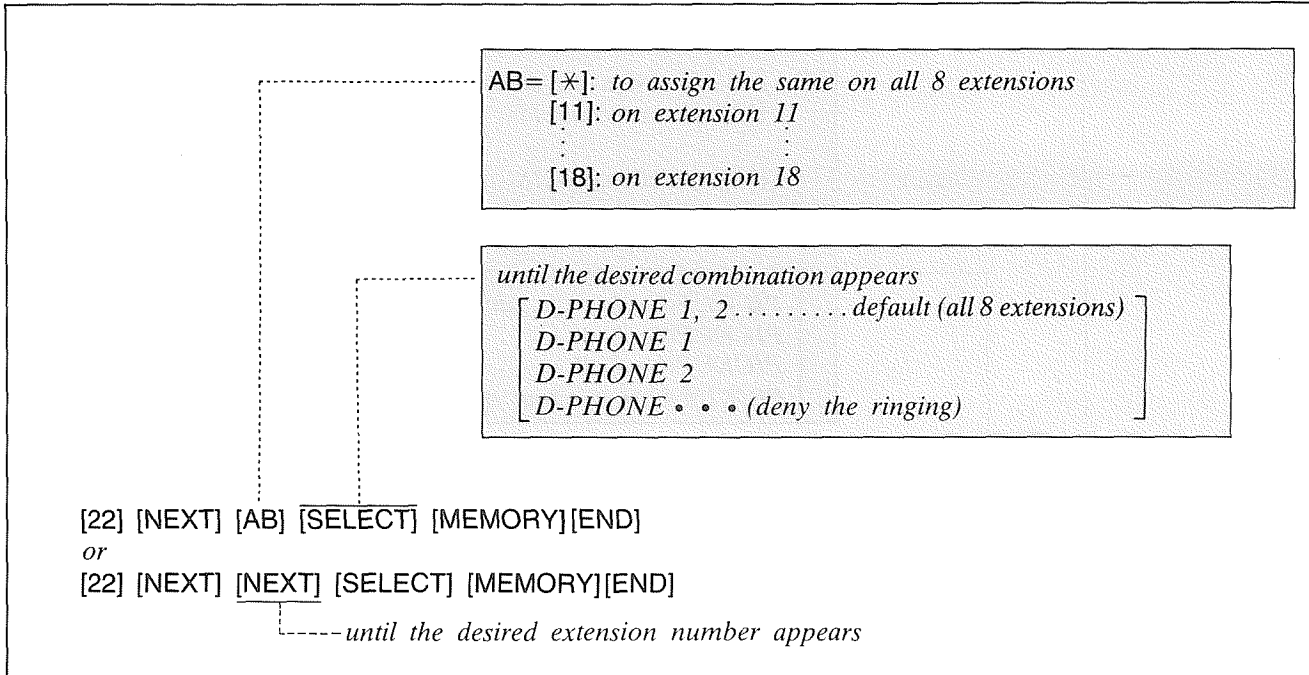 AB=[✳]: to assign the same on all 8 extensions
[11]: on extension 11
: :
[18]: on extension 18
until the desired combination appears
D-PHONE 1, 2 ......... default (all 8 extensions)
D-PHONE 1
D-PHONE 2
D-PHONE • • • (deny the ringing)
[22] [NEXT] [AB] [SELECT] [MEMORY][END]
or
[22] [NEXT] [NEXT] [SELECT] [MEMORY][END]
until the desired extension number appears